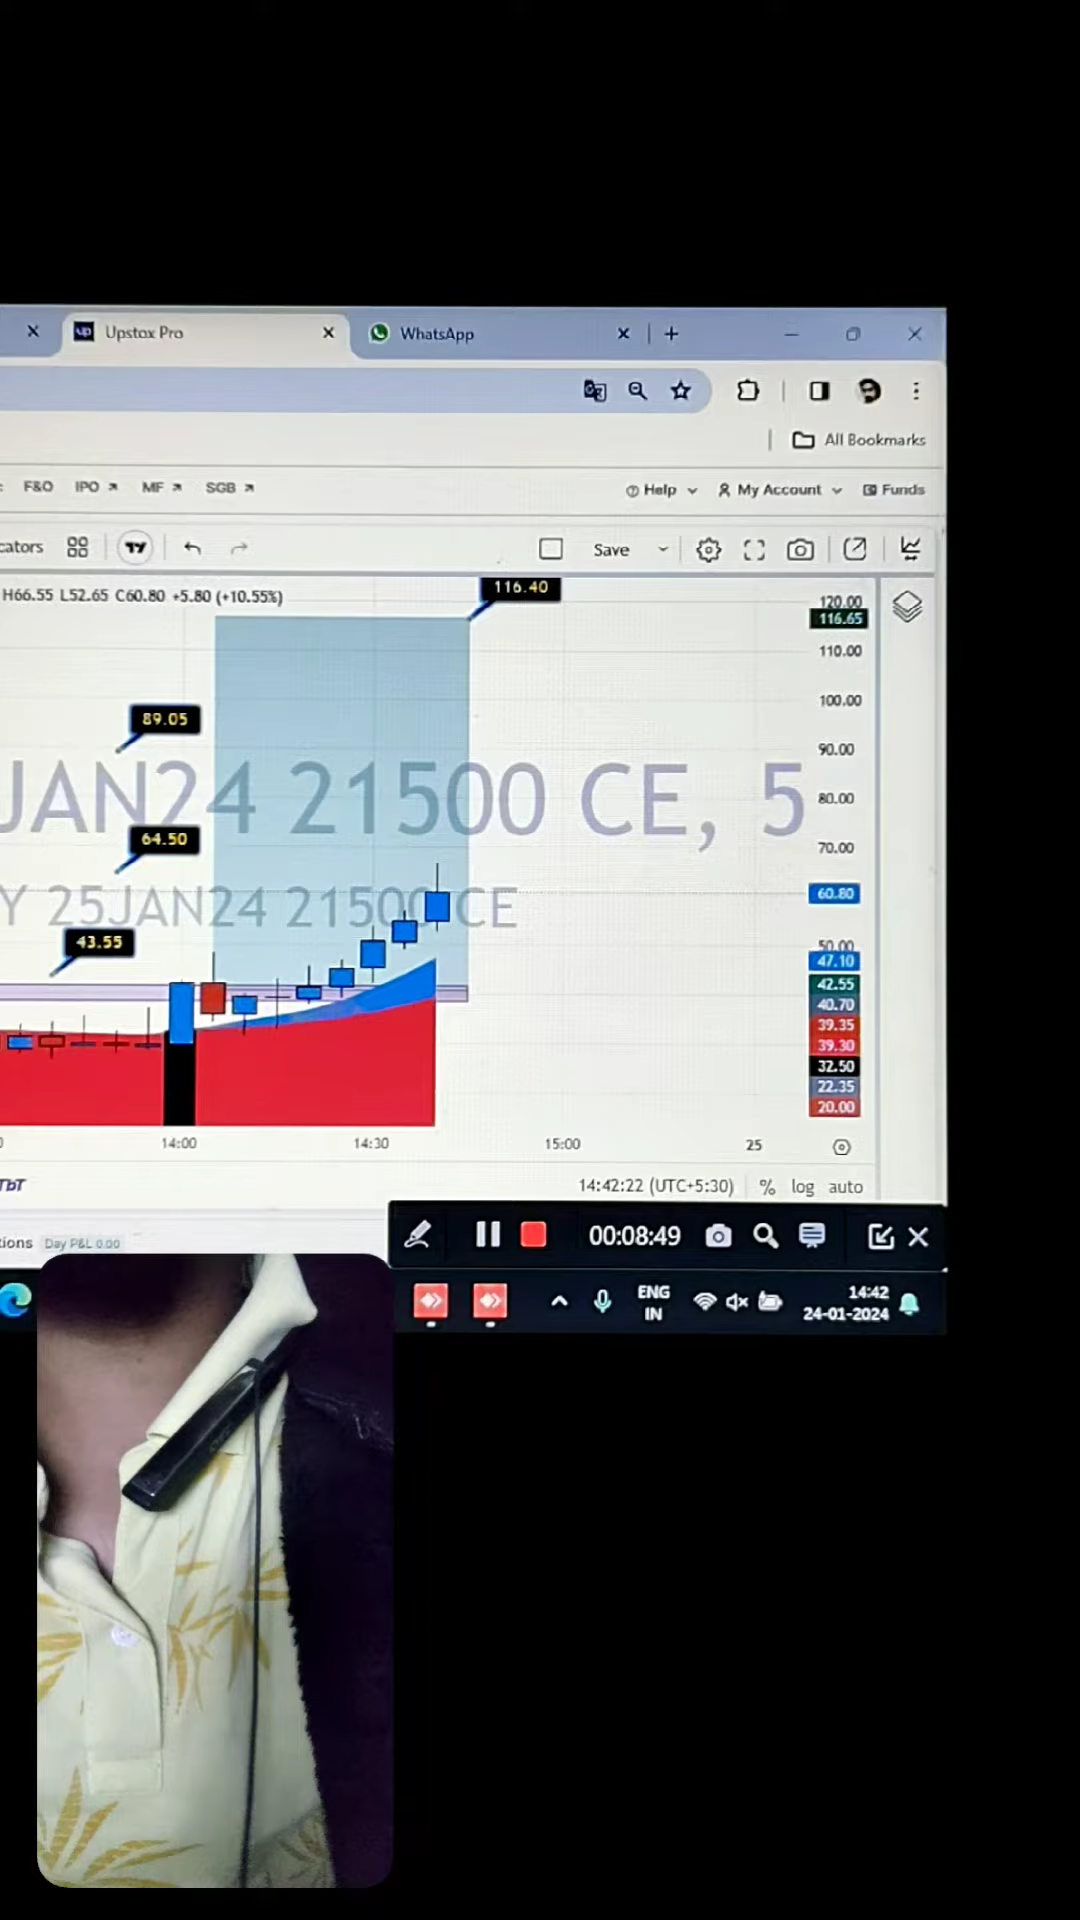 Upstox Pro
WhatsApp
All Bookmarks
F&O IPO MF SGB
Help My Account Funds
cators
Save
H66.55 L52.65 C60.80 +5.80 (+10.55%)
116.40
120.00
116.65
110.00
100.00
89.05
90.00
JAN24 21500 CE, 5
80.00
64.50
70.00
60.80
Y 25JAN24 21500 CE
43.55
50.00
47.10
42.55
40.70
39.35
39.30
32.50
22.35
20.00
14:00 14:30 15:00 25
TbT
14:42:22 (UTC+5:30) % log auto
tions Day P&L 0.00
00:08:49
ENG
IN
14:42
24-01-2024